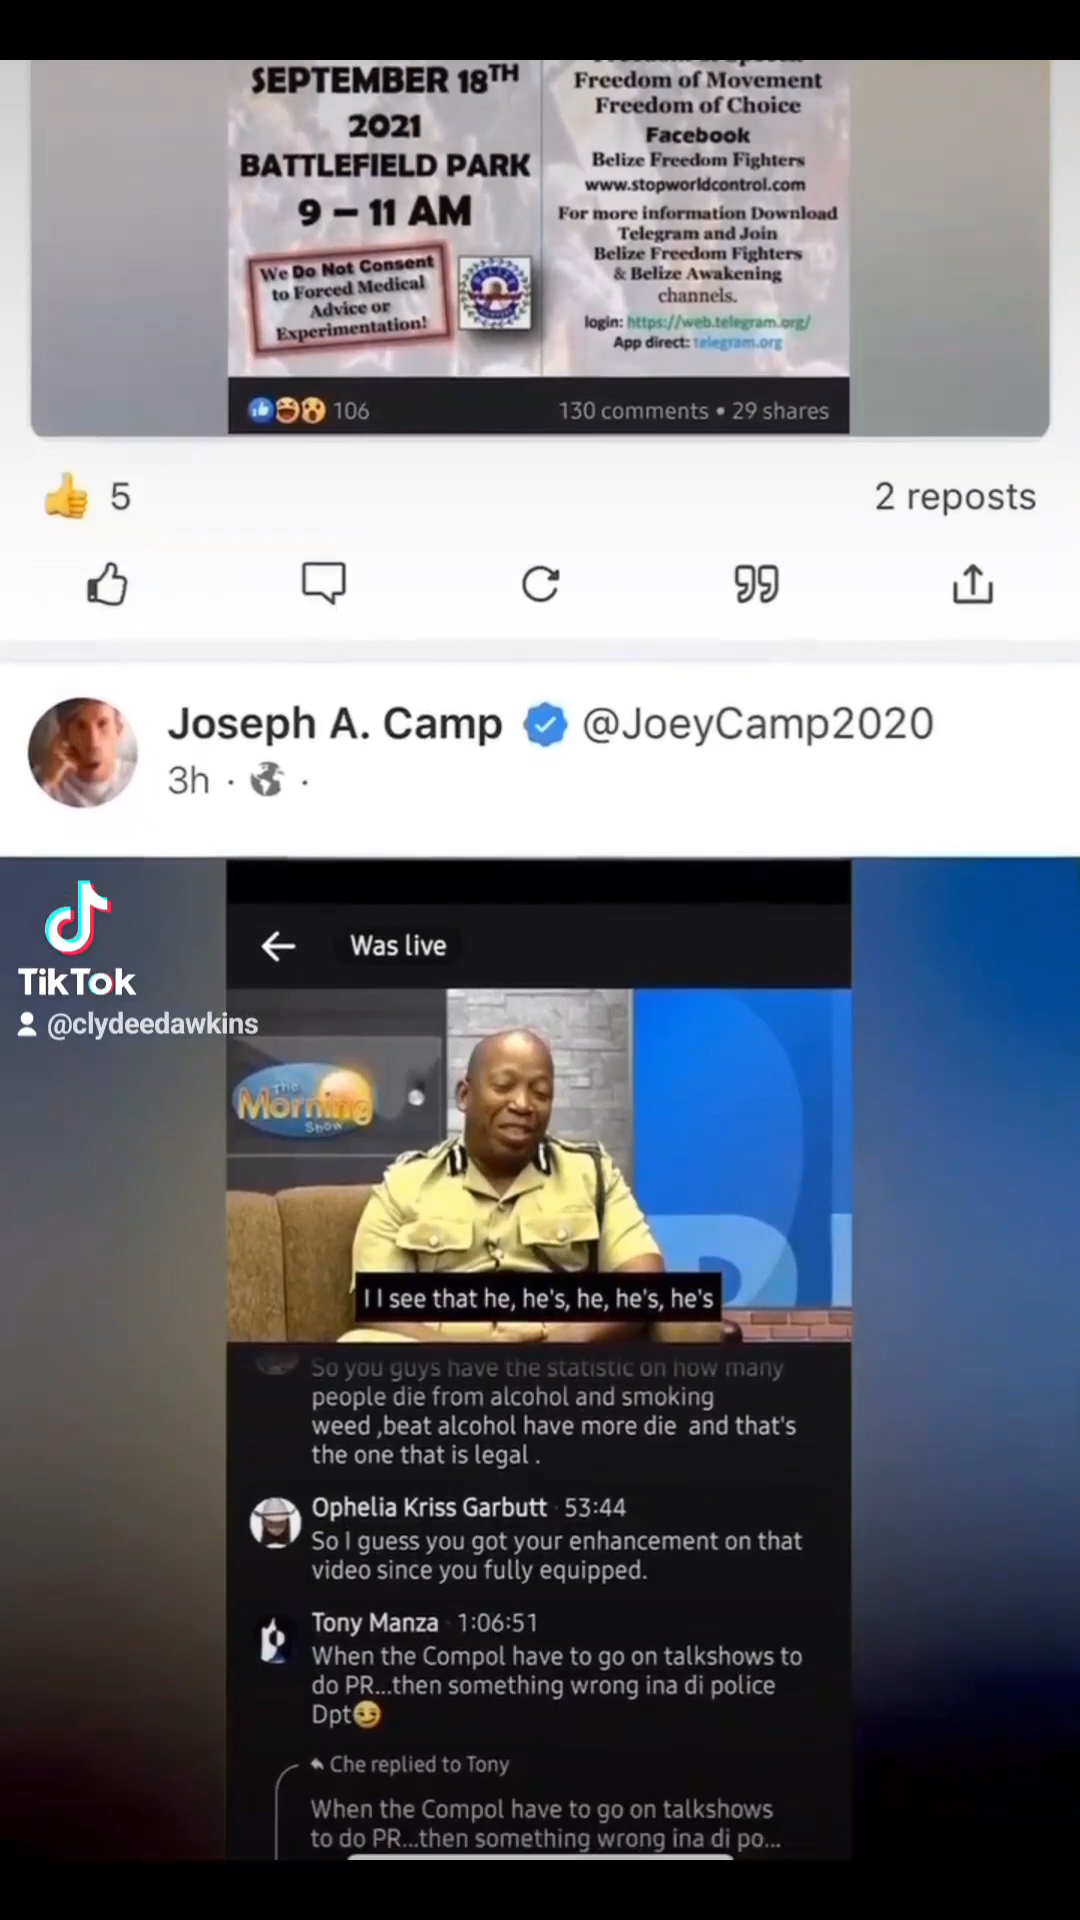 SEPTEMBER 18TH
2021
BATTLEFIELD PARK
9 – 11 AM
We Do Not Consent
to Forced Medical
Advice or
Experimentation!
Freedom of Movement
Freedom of Choice
Facebook
Belize Freedom Fighters
www.stopworldcontrol.com
For more information Download
Telegram and Join
Belize Freedom Fighters
& Belize Awakening
channels.
login: https://web.telegram.org/
App direct: telegram.org
106
130 comments • 29 shares
5
2 reposts
Joseph A. Camp @JoeyCamp2020
3h · ·
TikTok
@clydeedawkins
Was live
The
Morning
Show
I I see that he, he's, he, he's, he's
So you guys have the statistic on how many
people die from alcohol and smoking
weed ,beat alcohol have more die and that's
the one that is legal .
Ophelia Kriss Garbutt · 53:44
So I guess you got your enhancement on that
video since you fully equipped.
Tony Manza · 1:06:51
When the Compol have to go on talkshows to
do PR...then something wrong ina di police
Dpt😏
Che replied to Tony
When the Compol have to go on talkshows
to do PR...then something wrong ina di po...